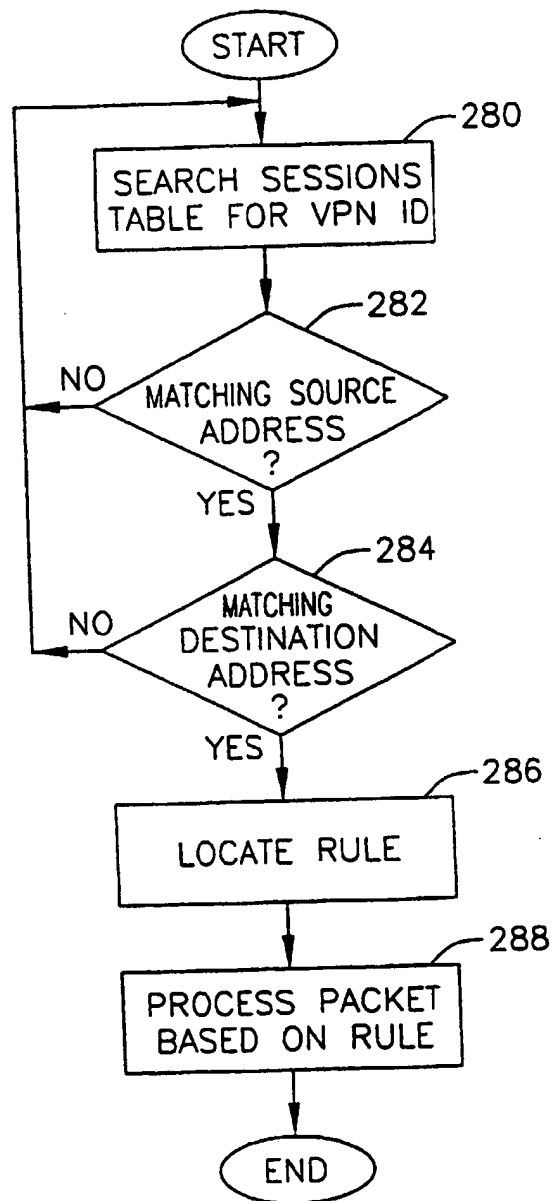 START
280
SEARCH SESSIONS
TABLE FOR VPN ID
282
NO
MATCHING SOURCE
ADDRESS
?
YES
284
NO
MATCHING
DESTINATION
ADDRESS
?
YES
286
LOCATE RULE
288
PROCESS PACKET
BASED ON RULE
END